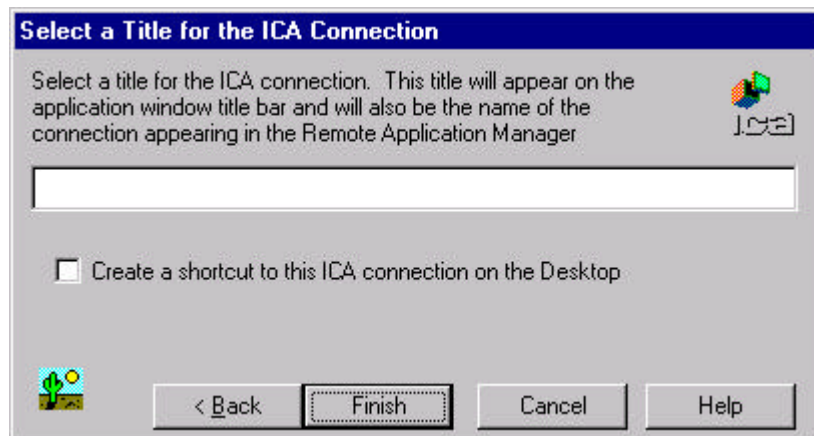 Select a Title for the ICA Connection
Select a title for the ICA connection. This title will appear on the
application window title bar and will also be the name of the
connection appearing in the Remote Application Manager
ica
Create a shortcut to this ICA connection on the Desktop
< Back
Finish
Cancel
Help